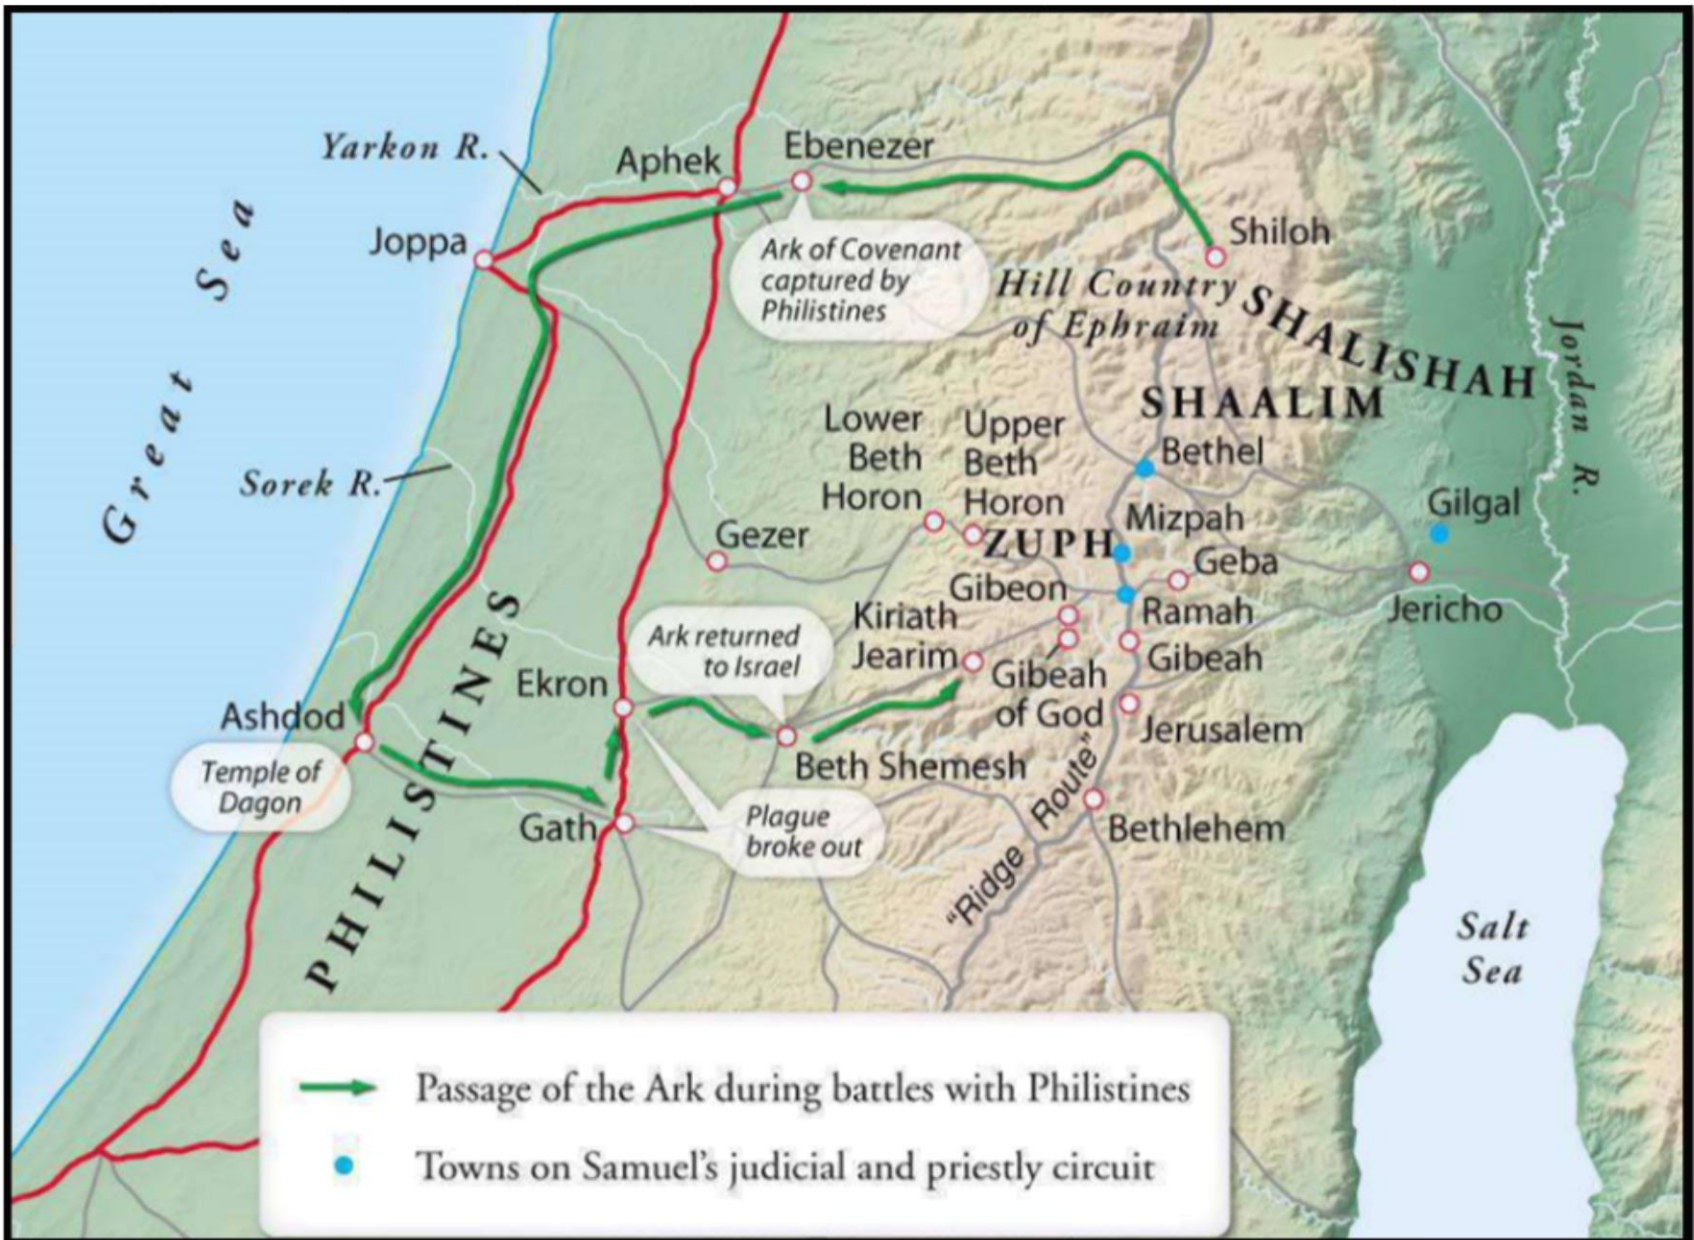 Yarkon R.
Aphek
Ebenezer
Great Sea
Joppa
Ark of Covenant
captured by
Philistines
Shiloh
Hill Country
of Ephraim
SHALISHAH
SHAALIM
Jordan R.
Lower
Beth
Horon
Upper
Beth
Horon
Bethel
Sorek R.
Mizpah
Gilgal
Gezer
ZUPH
Geba
Gibeon
Ramah
Jericho
Kiriath
Jearim
Gibeah
Gibeah
of God
Ark returned
to Israel
Ekron
Ashdod
Jerusalem
Temple of
Dagon
PHILISTINES
Beth Shemesh
Gath
Plague
broke out
"Ridge Route"
Bethlehem
Salt
Sea
Passage of the Ark during battles with Philistines
Towns on Samuel's judicial and priestly circuit